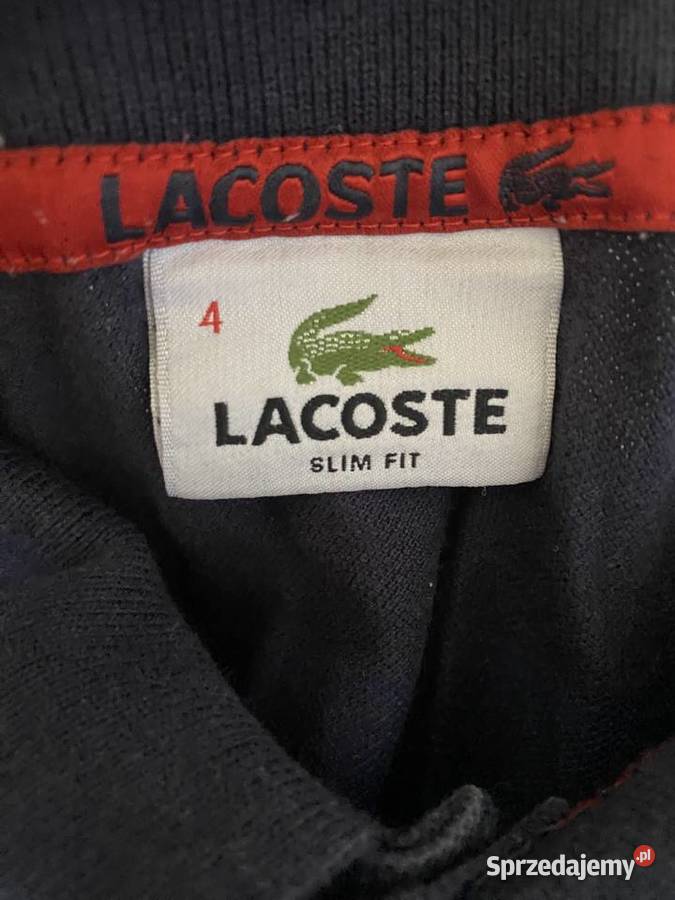 LACOSTE
4
LACOSTE
SLIM FIT
Sprzedajemy.pl